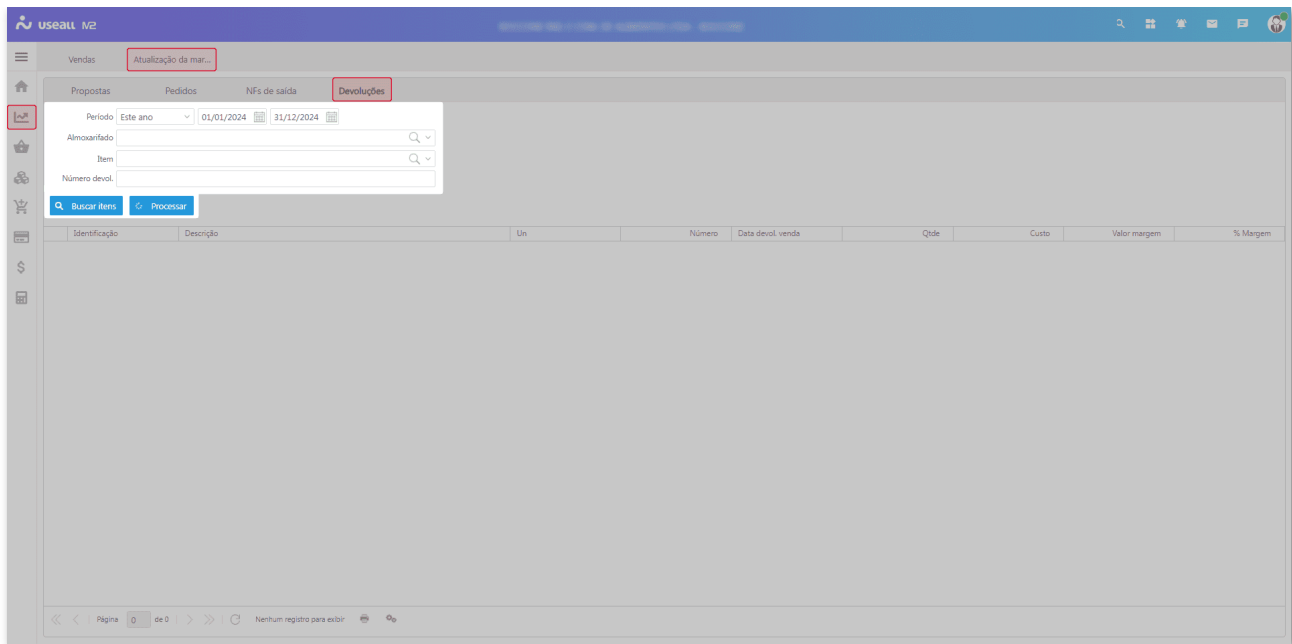 useall M2
Vendas Atualização da mar...
Propostas Pedidos NFs de saída Devoluções
Período Este ano 01/01/2024 31/12/2024
Almoxarifado
Item
Número devol.
Buscar itens Processar
Identificação Descrição Un Número Data devol. venda Qtde Custo Valor margem % Margem
Página 0 de 0 Nenhum registro para exibir